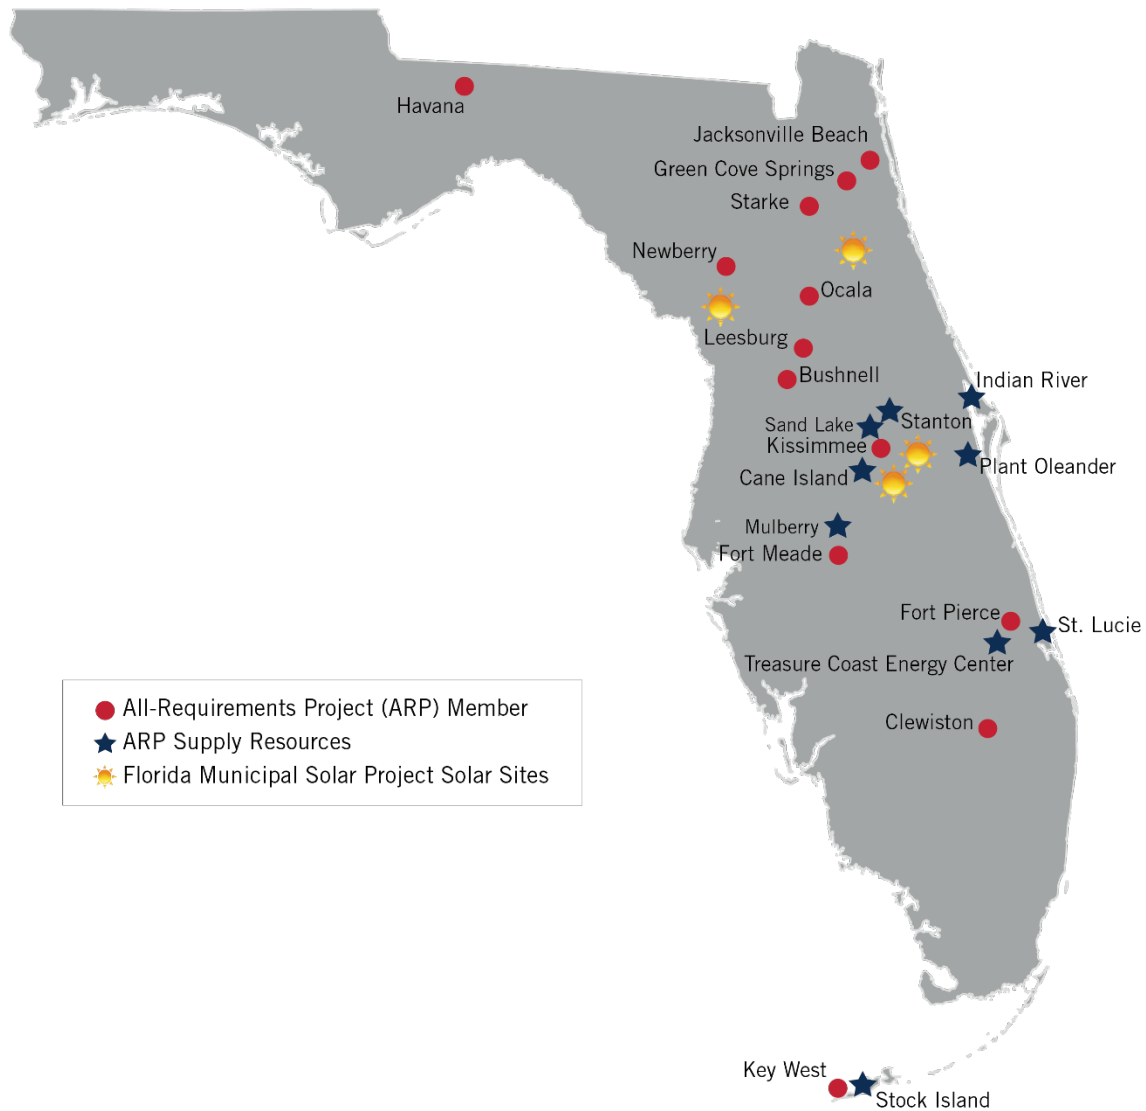 Havana
Jacksonville Beach
Green Cove Springs
Starke
Newberry
Ocala
Leesburg
Bushnell
Indian River
Sand Lake
Stanton
Kissimmee
Plant Oleander
Cane Island
Mulberry
Fort Meade
Fort Pierce
St. Lucie
Treasure Coast Energy Center
Clewiston
All-Requirements Project (ARP) Member
ARP Supply Resources
Florida Municipal Solar Project Solar Sites
Key West
Stock Island